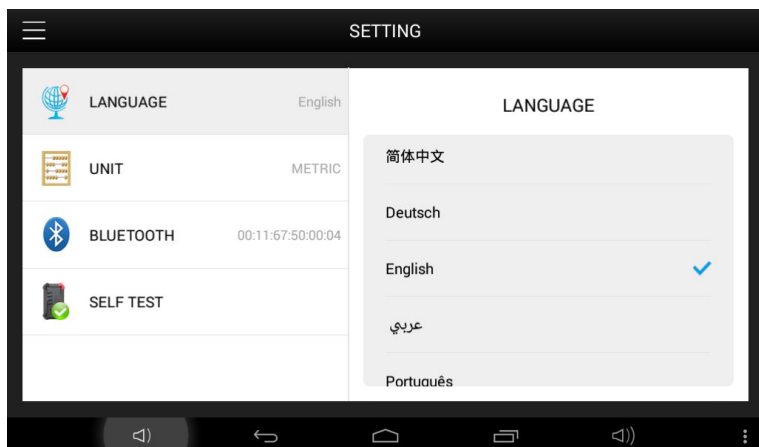 SETTING
LANGUAGE English
UNIT METRIC
BLUETOOTH 00:11:67:50:00:04
SELF TEST
LANGUAGE
简体中文
Deutsch
English
عربي
Português